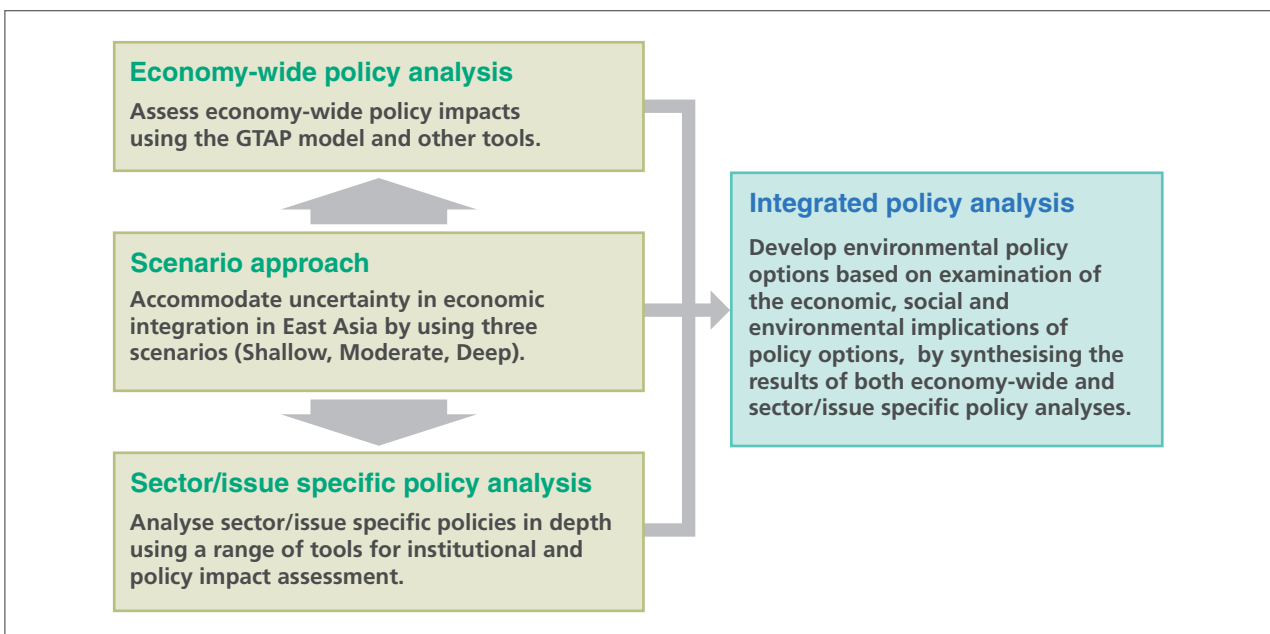 Economy-wide policy analysis
Assess economy-wide policy impacts
using the GTAP model and other tools.
Scenario approach
Accommodate uncertainty in economic
integration in East Asia by using three
scenarios (Shallow, Moderate, Deep).
Sector/issue specific policy analysis
Analyse sector/issue specific policies in depth
using a range of tools for institutional and
policy impact assessment.
Integrated policy analysis
Develop environmental policy
options based on examination of
the economic, social and
environmental implications of
policy options,  by synthesising the
results of both economy-wide and
sector/issue specific policy analyses.